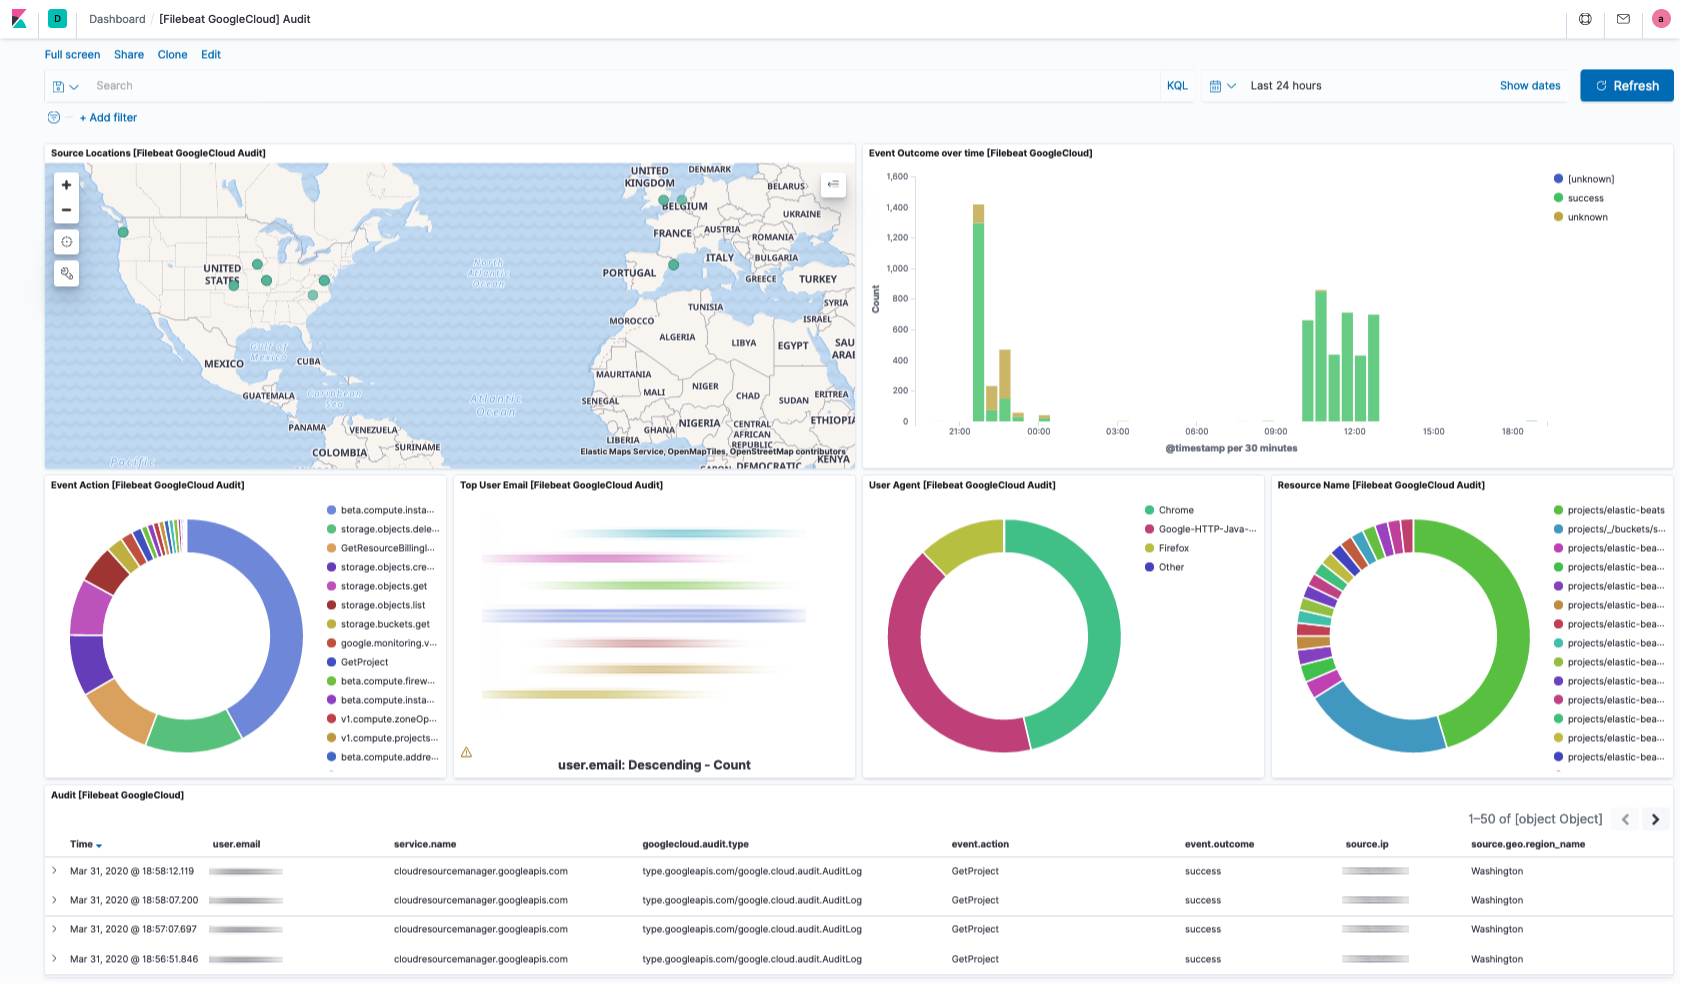 D Dashboard / [Filebeat GoogleCloud] Audit a
Full screen Share Clone Edit
Search KQL Last 24 hours Show dates Refresh
+ Add filter
Source Locations [Filebeat GoogleCloud Audit]
UNITED KINGDOM
DENMARK
BELARUS
BELGIUM
UKRAINE
FRANCE
AUSTRIA
ROMANIA
UNITED STATES
North Atlantic Ocean
PORTUGAL
ITALY
BULGARIA
GREECE
TURKEY
SYRIA
TUNISIA
MOROCCO
ISRAEL
ALGERIA
LIBYA
EGYPT
SAU
ARAB
Gulf of Mexico
MEXICO
CUBA
MAURITANIA
NIGER
MALI
CHAD
SUDAN
ERITREA
GUATEMALA
Caribbean Sea
Atlantic Ocean
SENEGAL
PANAMA
VENEZUELA
GHANA
NIGERIA
CENTRAL AFRICAN REPUBLIC
ETHIOPIA
LIBERIA
SURINAME
COLOMBIA
Elastic Maps Service, OpenMapTiles, OpenStreetMap contributors
KENYA
Pacific
GABON
DEMOCRATIC
Event Outcome over time [Filebeat GoogleCloud]
1,600
1,400
1,200
1,000
800
600
400
200
0
Count
21:00 00:00 03:00 06:00 09:00 12:00 15:00 18:00
@timestamp per 30 minutes
[unknown]
success
unknown
Event Action [Filebeat GoogleCloud Audit]
beta.compute.insta...
storage.objects.dele...
GetResourceBillingI...
storage.objects.cre...
storage.objects.get
storage.objects.list
storage.buckets.get
google.monitoring.v...
GetProject
beta.compute.firew...
beta.compute.insta...
v1.compute.zoneOp...
v1.compute.projects...
beta.compute.addre...
Top User Email [Filebeat GoogleCloud Audit]
user.email: Descending - Count
User Agent [Filebeat GoogleCloud Audit]
Chrome
Google-HTTP-Java-...
Firefox
Other
Resource Name [Filebeat GoogleCloud Audit]
projects/elastic-beats
projects/_/buckets/s...
projects/elastic-bea...
projects/elastic-bea...
projects/elastic-bea...
projects/elastic-bea...
projects/elastic-bea...
projects/elastic-bea...
projects/elastic-bea...
projects/elastic-bea...
projects/elastic-bea...
projects/elastic-bea...
projects/elastic-bea...
projects/elastic-bea...
Audit [Filebeat GoogleCloud]
1–50 of [object Object]
Time user.email service.name googlecloud.audit.type event.action event.outcome source.ip source.geo.region_name
Mar 31, 2020 @ 18:58:12.119 cloudresourcemanager.googleapis.com type.googleapis.com/google.cloud.audit.AuditLog GetProject success Washington
Mar 31, 2020 @ 18:58:07.200 cloudresourcemanager.googleapis.com type.googleapis.com/google.cloud.audit.AuditLog GetProject success Washington
Mar 31, 2020 @ 18:57:07.697 cloudresourcemanager.googleapis.com type.googleapis.com/google.cloud.audit.AuditLog GetProject success Washington
Mar 31, 2020 @ 18:56:51.846 cloudresourcemanager.googleapis.com type.googleapis.com/google.cloud.audit.AuditLog GetProject success Washington